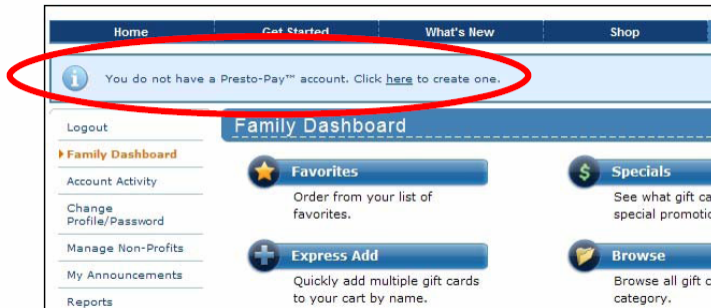 Home Get Started What's New Shop
You do not have a Presto-Pay™ account. Click here to create one.
Logout
Family Dashboard
Account Activity
Change
Profile/Password
Manage Non-Profits
My Announcements
Reports
Family Dashboard
Favorites
Order from your list of
favorites.
Specials
See what gift
special
Express Add
Quickly add multiple gift cards
to your cart by name.
Browse
Browse all gift
category.